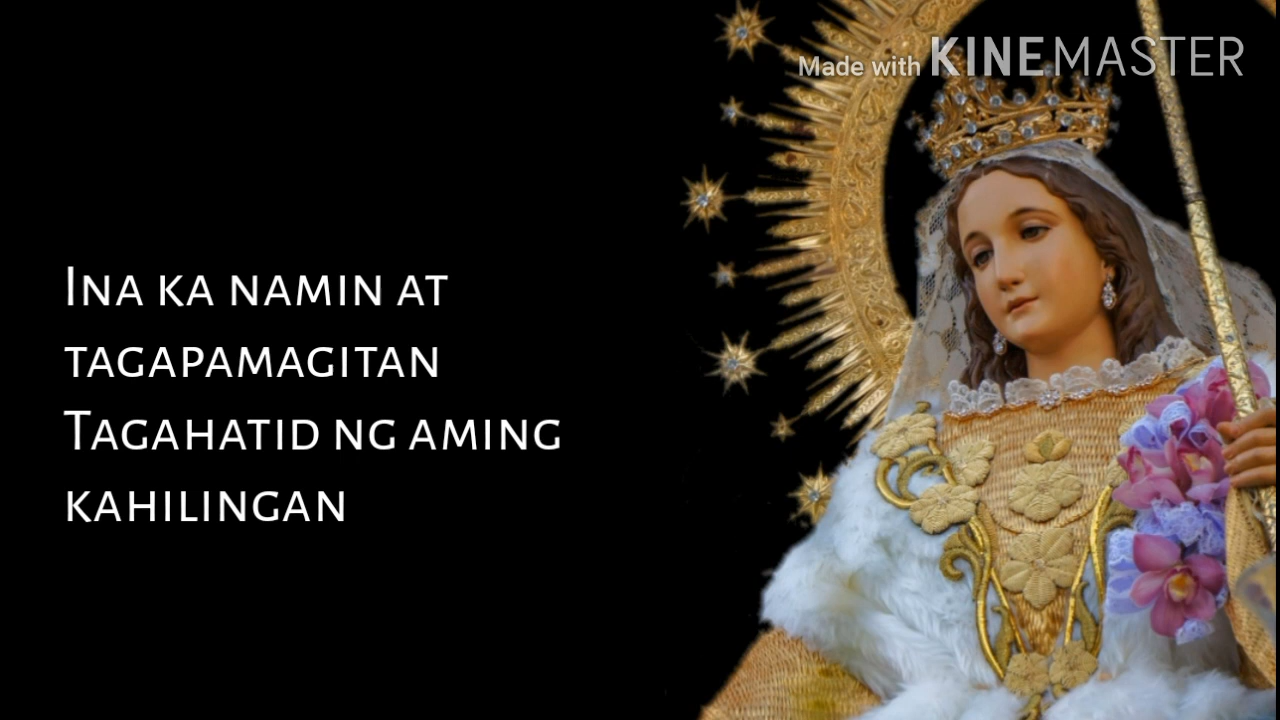 Made with KINEMASTER
Ina ka namin at
tagapamagitan
Tagahatid ng aming
kahilingan